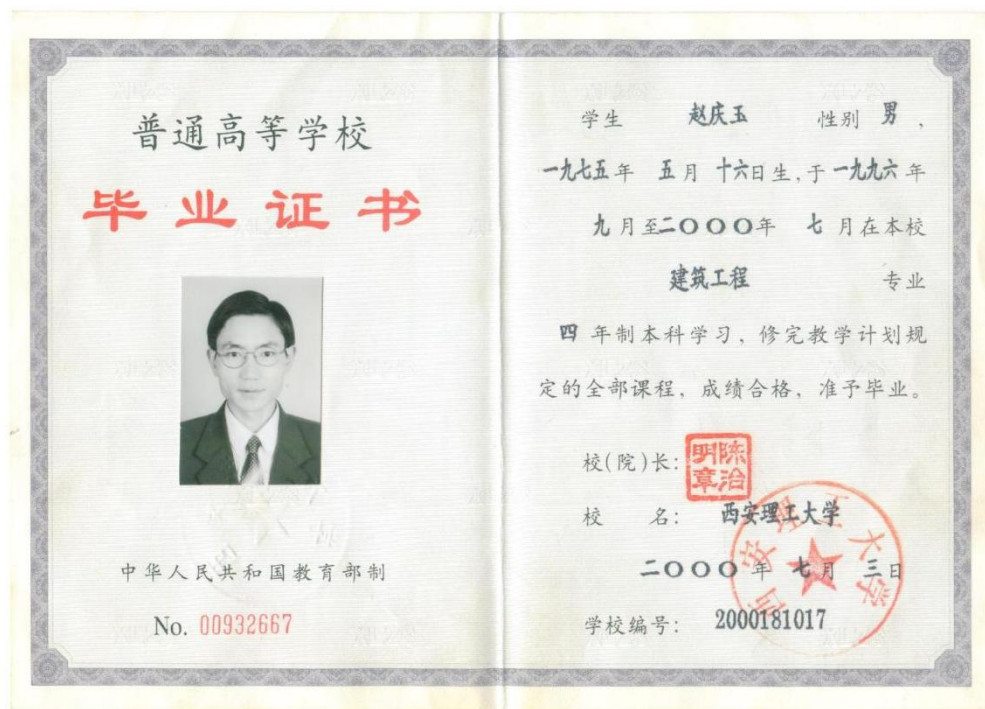 普通高等学校
毕业证书
中华人民共和国教育部制
No. 00932667
学生 赵庆玉 性别 男，
一九七五年 五月 十六日生，于一九九六年
九月至二〇〇〇年 七月在本校
建筑工程 专业
四年制本科学习，修完教学计划规
定的全部课程，成绩合格，准予毕业。
校(院)长：
陈治明章
校 名： 西安理工大学
西安理工大学
二〇〇〇年 七月 三日
学校编号： 2000181017